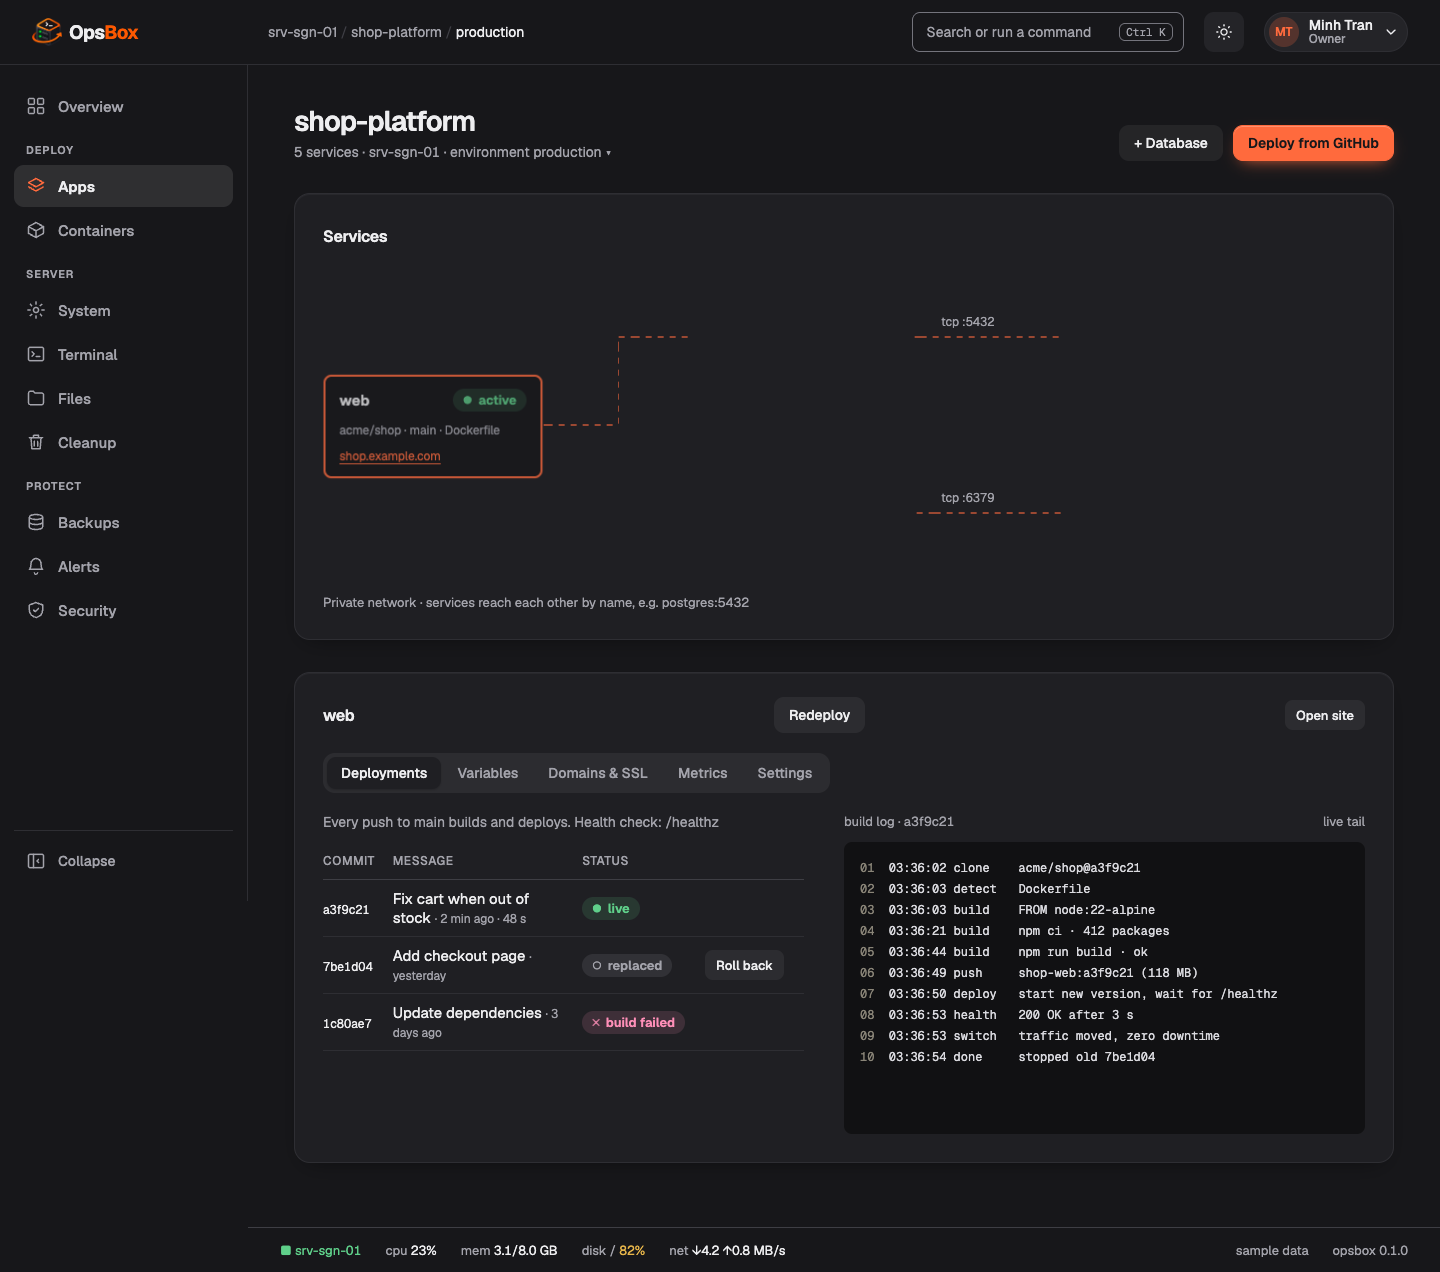 OpsBox
srv-sgn-01 / shop-platform / production
Search or run a command Ctrl K
MT
Minh Tran
Owner
Overview
DEPLOY
Apps
Containers
SERVER
System
Terminal
Files
Cleanup
PROTECT
Backups
Alerts
Security
Collapse
shop-platform
5 services · srv-sgn-01 · environment production ▾
+ Database
Deploy from GitHub
Services
tcp :5432
web active
acme/shop · main · Dockerfile
shop.example.com
tcp :6379
Private network · services reach each other by name, e.g. postgres:5432
web
Redeploy
Open site
Deployments Variables Domains & SSL Metrics Settings
Every push to main builds and deploys. Health check: /healthz
COMMIT MESSAGE STATUS
a3f9c21 Fix cart when out of
stock · 2 min ago · 48 s
live
7be1d04 Add checkout page ·
yesterday
replaced
Roll back
1c80ae7 Update dependencies · 3
days ago
× build failed
build log · a3f9c21 live tail
01 03:36:02 clone acme/shop@a3f9c21
02 03:36:03 detect Dockerfile
03 03:36:03 build FROM node:22-alpine
04 03:36:21 build npm ci · 412 packages
05 03:36:44 build npm run build · ok
06 03:36:49 push shop-web:a3f9c21 (118 MB)
07 03:36:50 deploy start new version, wait for /healthz
08 03:36:53 health 200 OK after 3 s
09 03:36:53 switch traffic moved, zero downtime
10 03:36:54 done stopped old 7be1d04
srv-sgn-01 cpu 23% mem 3.1/8.0 GB disk / 82% net ↓4.2 ↑0.8 MB/s
sample data opsbox 0.1.0